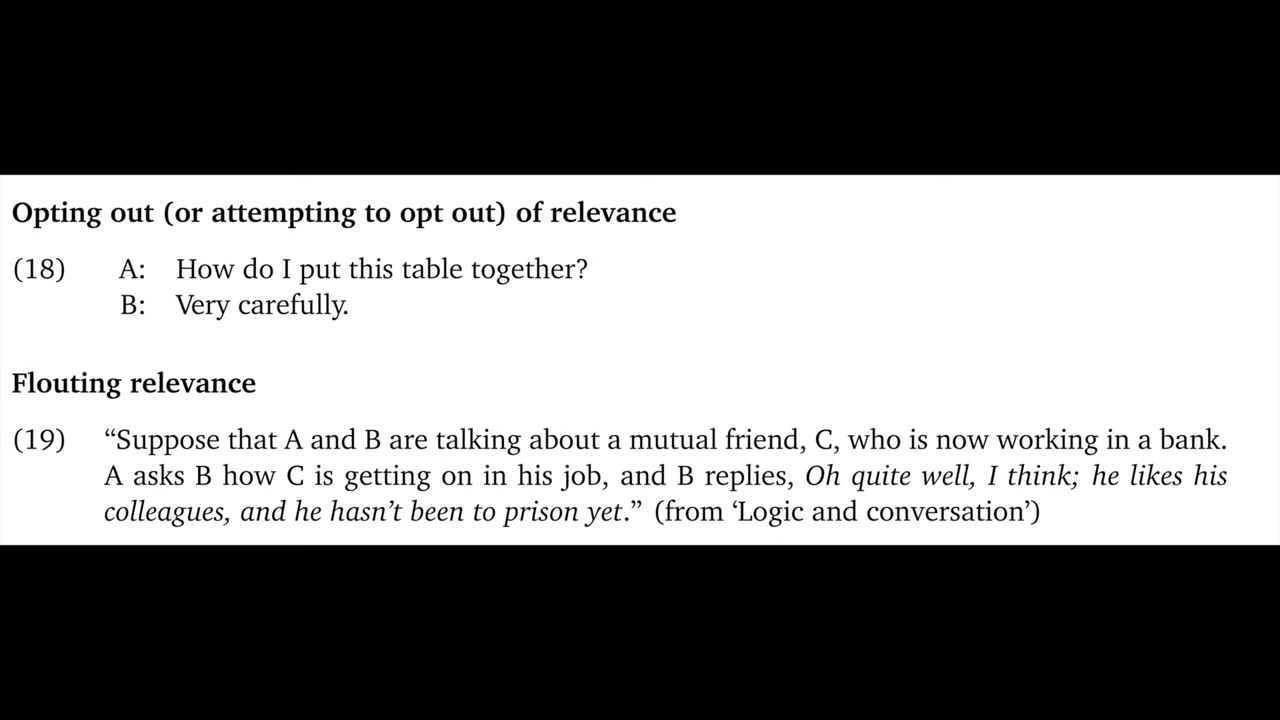 Opting out (or attempting to opt out) of relevance
(18) A: How do I put this table together?
B: Very carefully.
Flouting relevance
(19) “Suppose that A and B are talking about a mutual friend, C, who is now working in a bank.
A asks B how C is getting on in his job, and B replies, Oh quite well, I think; he likes his
colleagues, and he hasn’t been to prison yet.” (from ‘Logic and conversation’)